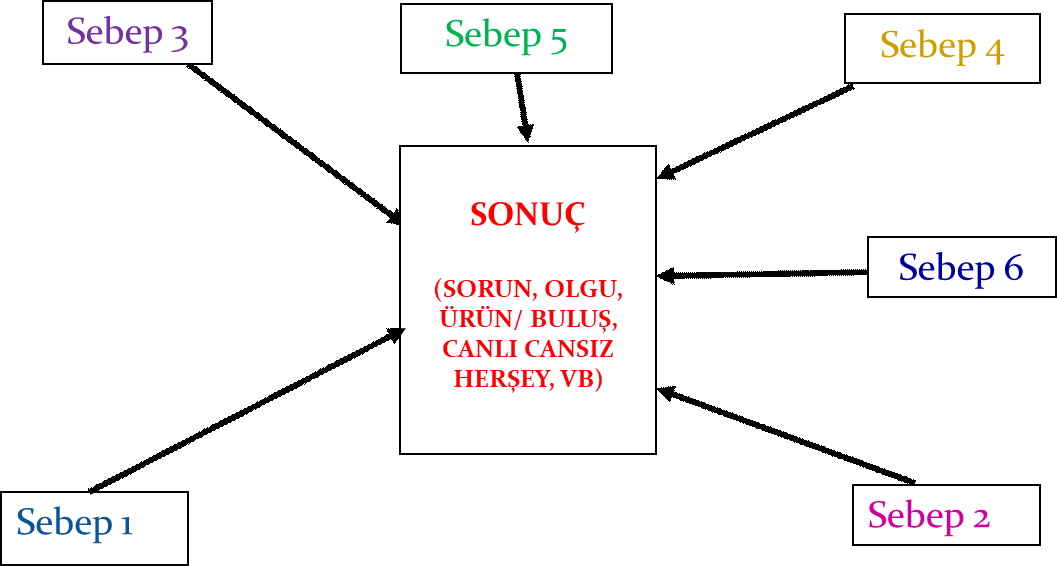 Sebep 3
Sebep 5
Sebep 4
SONUÇ
(SORUN, OLGU,
ÜRÜN/ BULUŞ,
CANLI CANSIZ
HERŞEY, VB)
Sebep 6
Sebep 1
Sebep 2